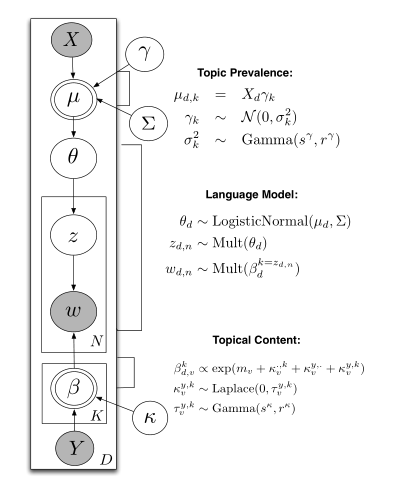 X
γ
μ
Σ
θ
z
w
N
β
K
κ
Y
D
Topic Prevalence:
μ_{d,k} = X_d γ_k
γ_k ∼ 𝒩(0, σ_k^2)
σ_k^2 ∼ Gamma(s^γ, r^γ)
Language Model:
θ_d ∼ LogisticNormal(μ_d, Σ)
z_{d,n} ∼ Mult(θ_d)
w_{d,n} ∼ Mult(β_d^{k=z_{d,n}})
Topical Content:
β_{d,v}^k ∝ exp(m_v + κ_v^{.,k} + κ_v^{y,.} + κ_v^{y,k})
κ_v^{y,k} ∼ Laplace(0, τ_v^{y,k})
τ_v^{y,k} ∼ Gamma(s^κ, r^κ)